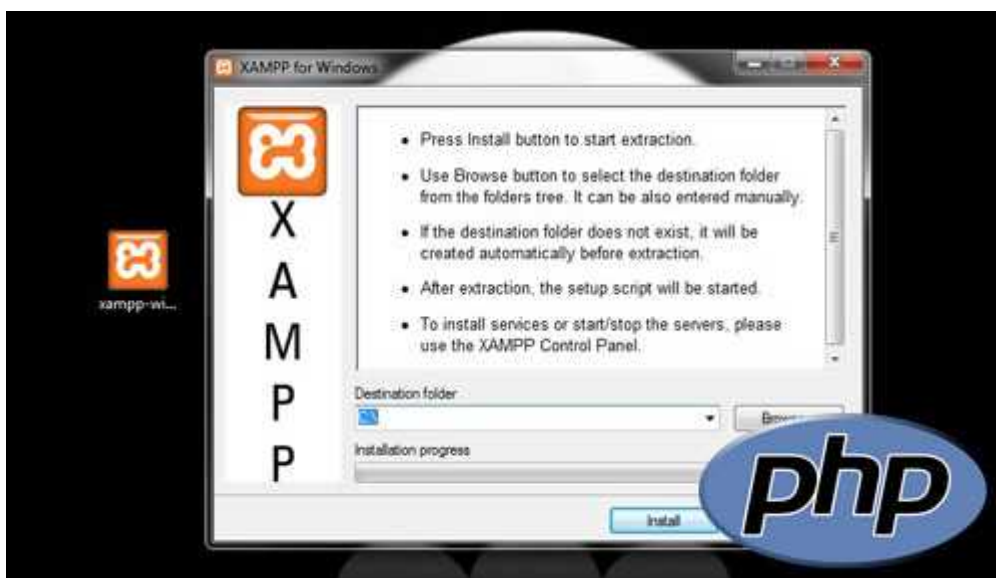 XAMPP for Windows
Press Install button to start extraction.
Use Browse button to select the destination folder
from the folders tree. It can be also entered manually.
If the destination folder does not exist, it will be
created automatically before extraction.
After extraction, the setup script will be started.
To install services or start/stop the servers, please
use the XAMPP Control Panel.
X
A
M
P
P
xampp-wi...
Destination folder
C:\
Installation progress
Install
php